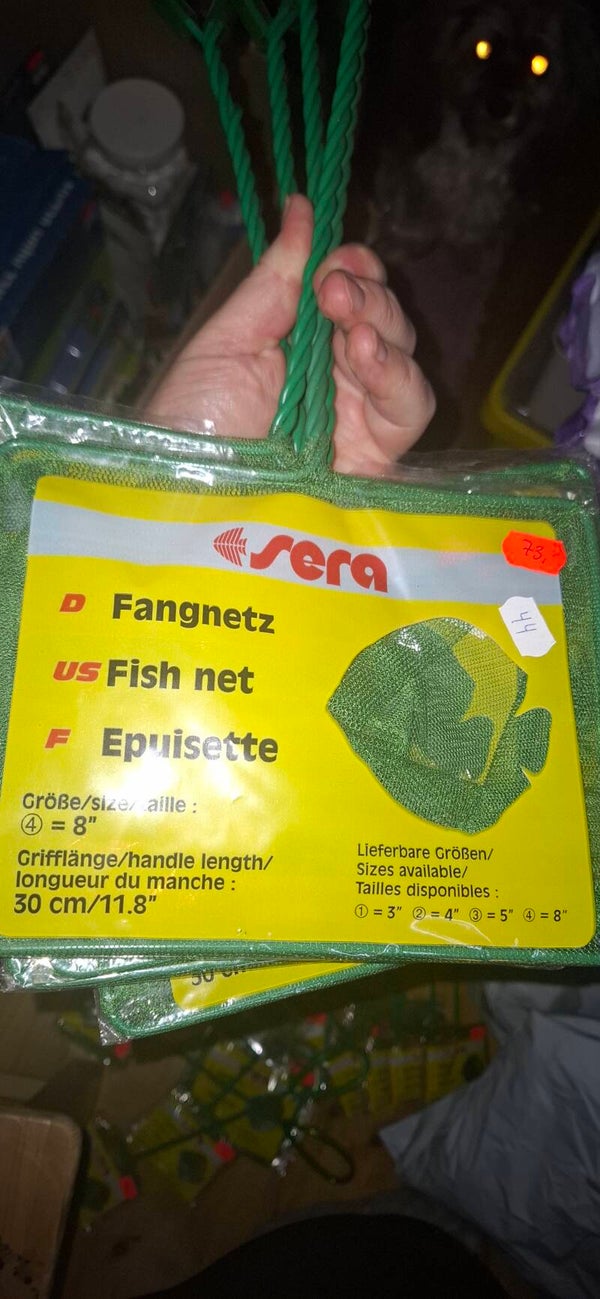 sera
73,-
44
D Fangnetz
US Fish net
F Epuisette
Größe/size/taille :
④ = 8"
Grifflänge/handle length/
longueur du manche :
30 cm/11.8"
Lieferbare Größen/
Sizes available/
Tailles disponibles :
① = 3" ② = 4" ③ = 5" ④ = 8"